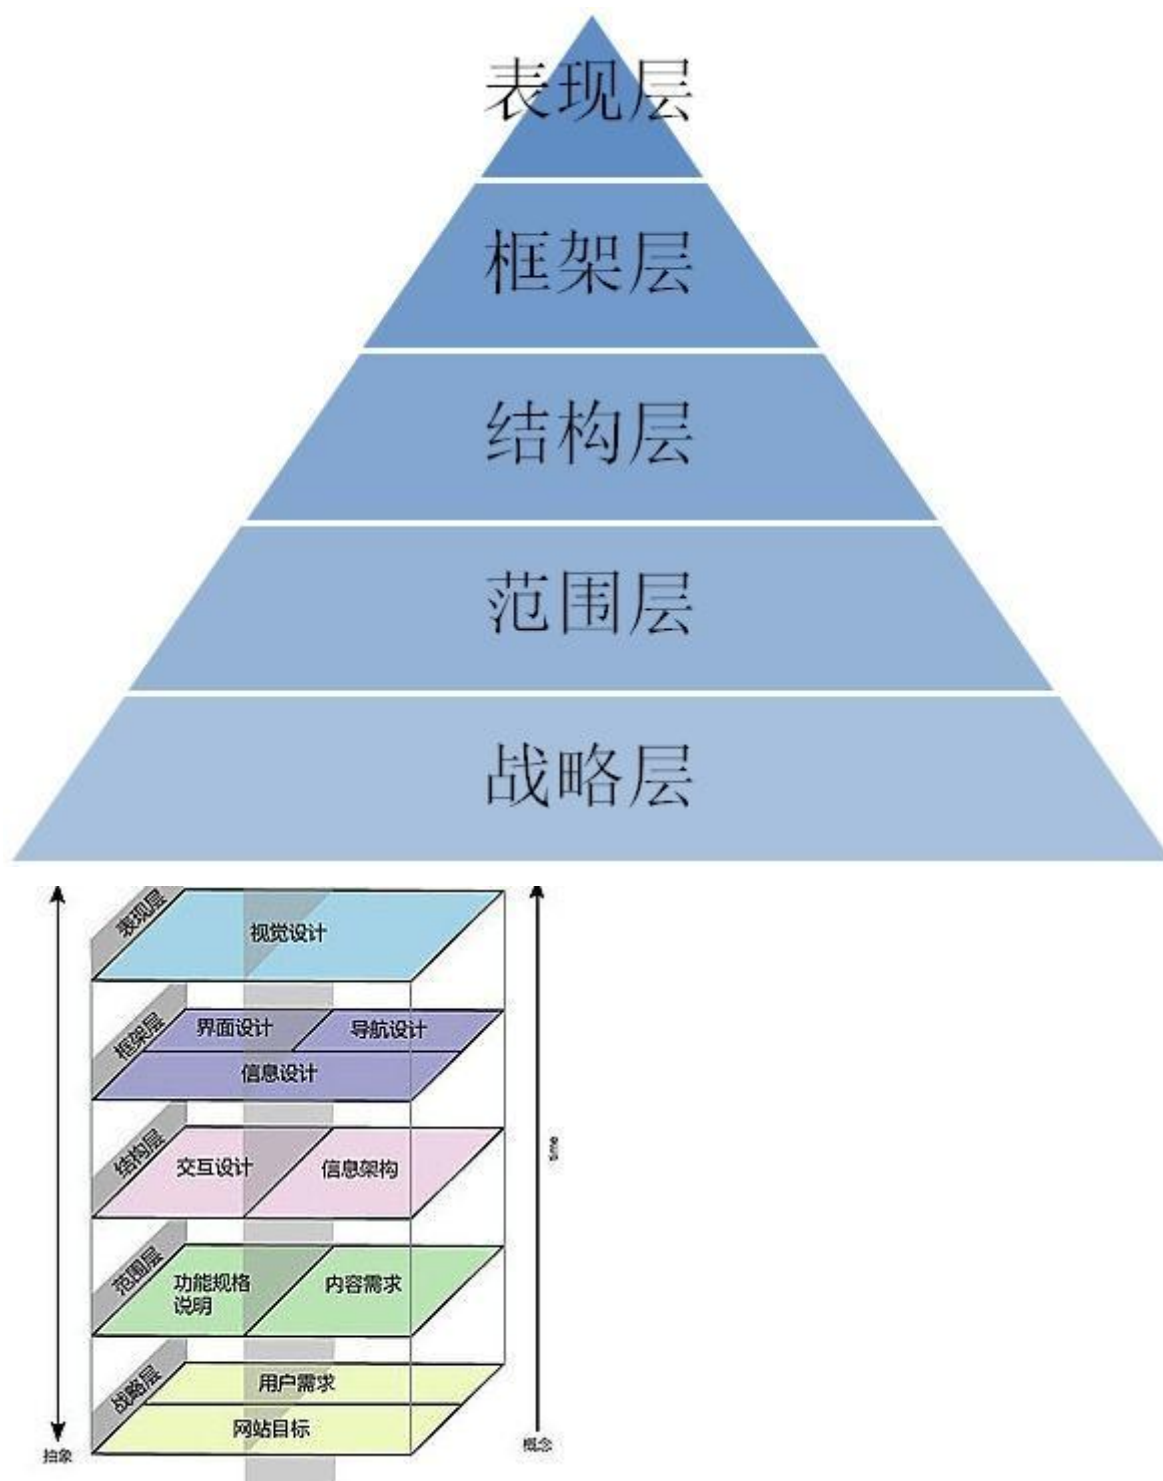 表现层
框架层
结构层
范围层
战略层
表现层
视觉设计
框架层
界面设计
导航设计
信息设计
结构层
交互设计
信息架构
time
范围层
功能规格
说明
内容需求
战略层
用户需求
网站目标
抽象
概念